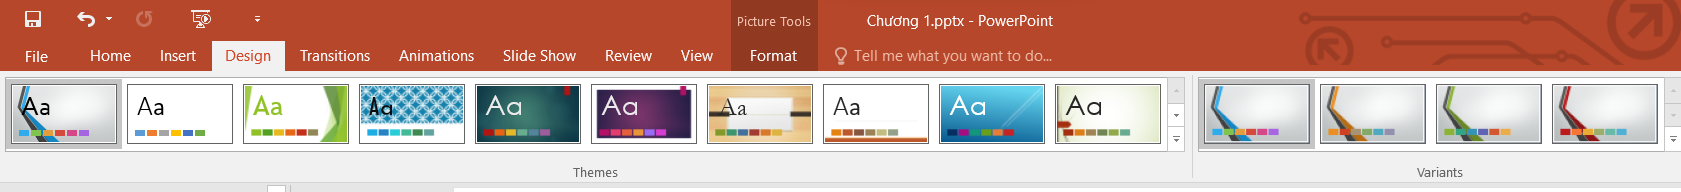 Picture Tools
Chương 1.pptx - PowerPoint
File Home Insert Design Transitions Animations Slide Show Review View Format Tell me what you want to do...
Aa Aa Aa Aa Aa Aa Aa Aa Aa Aa
Themes Variants